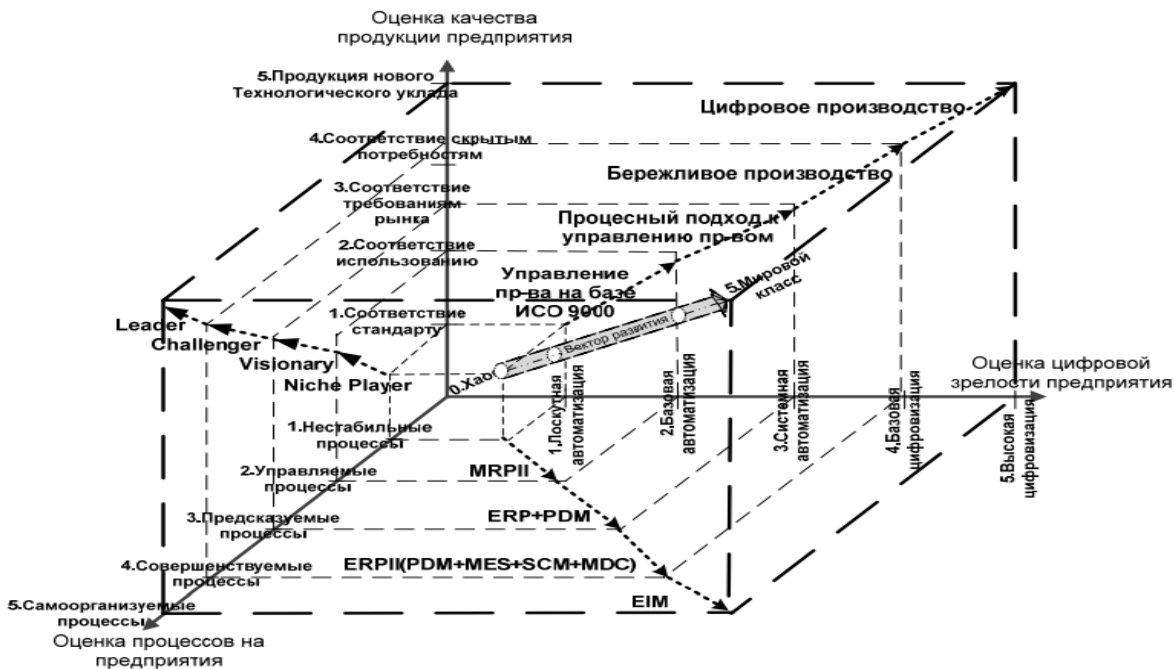 Оценка качества
продукции предприятия
5.Продукция нового
Технологического уклада
Цифровое производство
4.Соответствие скрытым
потребностям
Бережливое производство
3.Соответствие
требованиям
рынка
Процесный подход к
управлению пр-вом
2.Соответствие
использованию
Управление
пр-ва на базе
ИСО 9000
5.Мировой
класс
1.Соответствие
стандарту
Вектор развития
Leader
Challenger
Visionary
Niche Player
0.Хаос
Оценка цифровой
зрелости предприятия
1.Лоскутная
автоматизация
2.Базовая
автоматизация
3.Системная
автоматизация
4.Базовая
цифровизация
5.Высокая
цифровизация
1.Нестабильные
процессы
2.Управляемые
процессы
MRPII
3.Предсказуемые
процессы
ERP+PDM
4.Совершенствуемые
процессы
ERPII(PDM+MES+SCM+MDC)
5.Самоорганизуемые
процессы
EIM
Оценка процессов на
предприятия